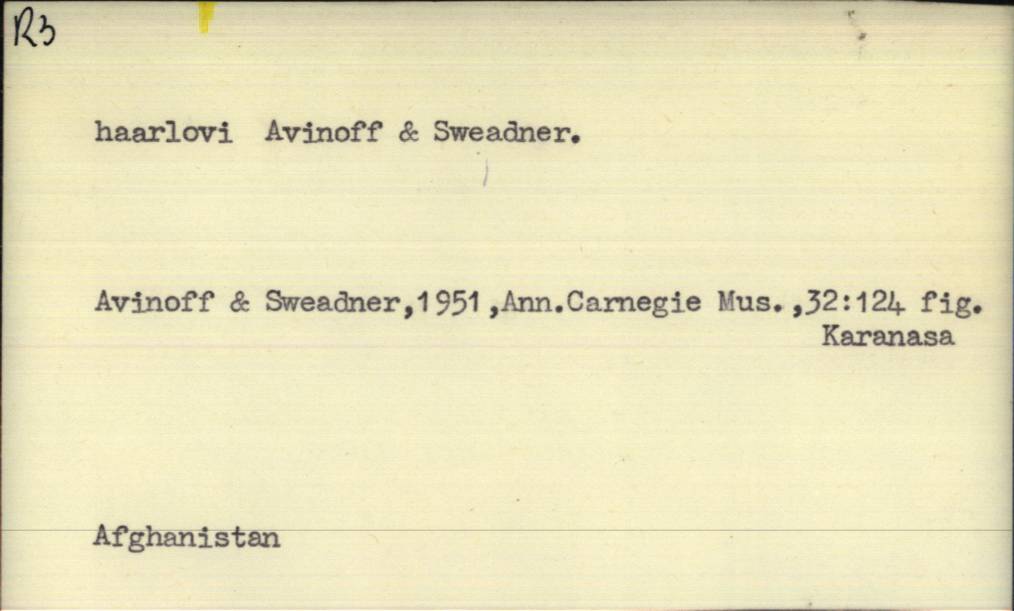 R3
haarlovi Avinoff & Sweadner.
Avinoff & Sweadner,1951,Ann.Carnegie Mus.,32:124 fig.
Karanasa
Afghanistan